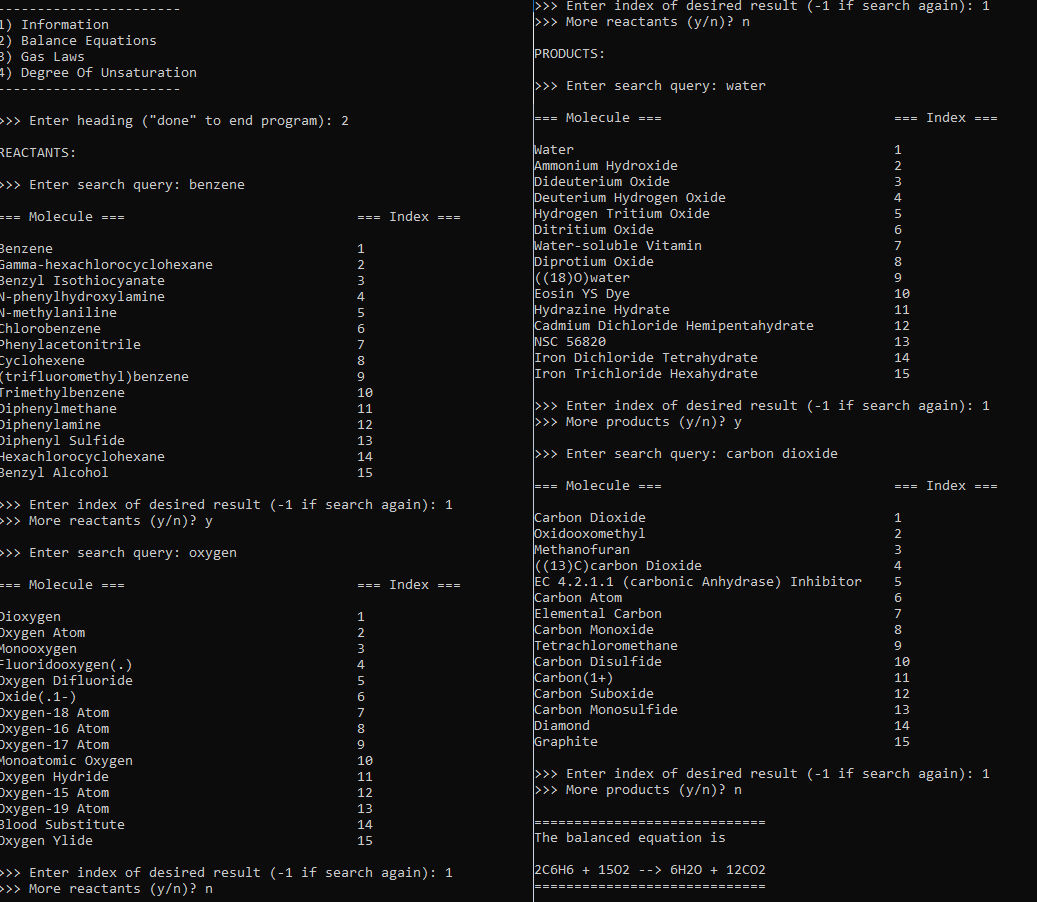 -----------------------
1) Information
2) Balance Equations
3) Gas Laws
4) Degree Of Unsaturation
-----------------------
>>> Enter heading ("done" to end program): 2
REACTANTS:
>>> Enter search query: benzene
=== Molecule === === Index ===
Benzene 1
Gamma-hexachlorocyclohexane 2
Benzyl Isothiocyanate 3
N-phenylhydroxylamine 4
N-methylaniline 5
Chlorobenzene 6
Phenylacetonitrile 7
Cyclohexene 8
(trifluoromethyl)benzene 9
Trimethylbenzene 10
Diphenylmethane 11
Diphenylamine 12
Diphenyl Sulfide 13
Hexachlorocyclohexane 14
Benzyl Alcohol 15
>>> Enter index of desired result (-1 if search again): 1
>>> More reactants (y/n)? y
>>> Enter search query: oxygen
=== Molecule === === Index ===
Dioxygen 1
Oxygen Atom 2
Monooxygen 3
Fluoridooxygen(.) 4
Oxygen Difluoride 5
Oxide(.1-) 6
Oxygen-18 Atom 7
Oxygen-16 Atom 8
Oxygen-17 Atom 9
Monoatomic Oxygen 10
Oxygen Hydride 11
Oxygen-15 Atom 12
Oxygen-19 Atom 13
Blood Substitute 14
Oxygen Ylide 15
>>> Enter index of desired result (-1 if search again): 1
>>> More reactants (y/n)? n
>>> Enter index of desired result (-1 if search again): 1
>>> More reactants (y/n)? n
PRODUCTS:
>>> Enter search query: water
=== Molecule === === Index ===
Water 1
Ammonium Hydroxide 2
Dideuterium Oxide 3
Deuterium Hydrogen Oxide 4
Hydrogen Tritium Oxide 5
Ditritium Oxide 6
Water-soluble Vitamin 7
Diprotium Oxide 8
((18)O)water 9
Eosin YS Dye 10
Hydrazine Hydrate 11
Cadmium Dichloride Hemipentahydrate 12
NSC 56820 13
Iron Dichloride Tetrahydrate 14
Iron Trichloride Hexahydrate 15
>>> Enter index of desired result (-1 if search again): 1
>>> More products (y/n)? y
>>> Enter search query: carbon dioxide
=== Molecule === === Index ===
Carbon Dioxide 1
Oxidooxomethyl 2
Methanofuran 3
((13)C)carbon Dioxide 4
EC 4.2.1.1 (carbonic Anhydrase) Inhibitor 5
Carbon Atom 6
Elemental Carbon 7
Carbon Monoxide 8
Tetrachloromethane 9
Carbon Disulfide 10
Carbon(1+) 11
Carbon Suboxide 12
Carbon Monosulfide 13
Diamond 14
Graphite 15
>>> Enter index of desired result (-1 if search again): 1
>>> More products (y/n)? n
=============================
The balanced equation is
2C6H6 + 15O2 --> 6H2O + 12CO2
=============================